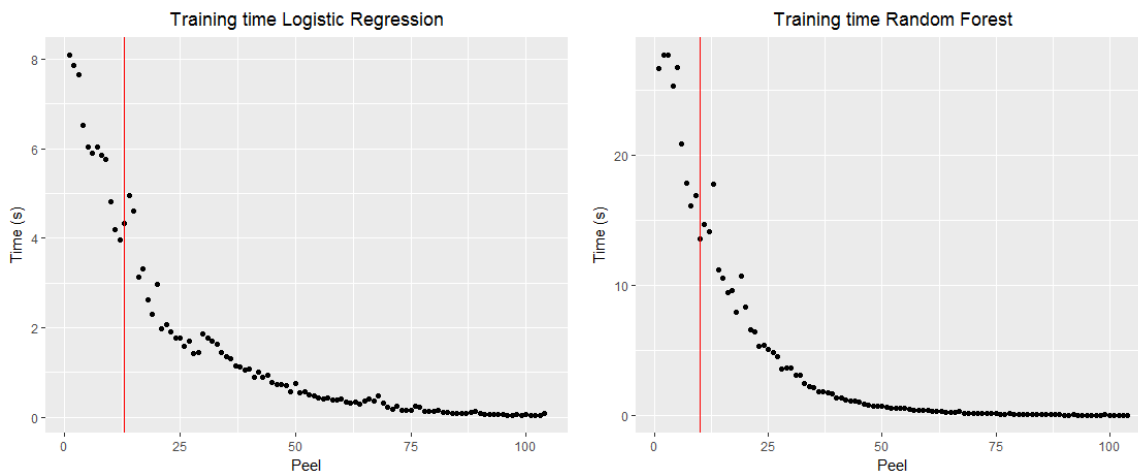 Training time Logistic Regression
8
6
4
2
0
Time (s)
0 25 50 75 100
Peel
Training time Random Forest
20
10
0
Time (s)
0 25 50 75 100
Peel